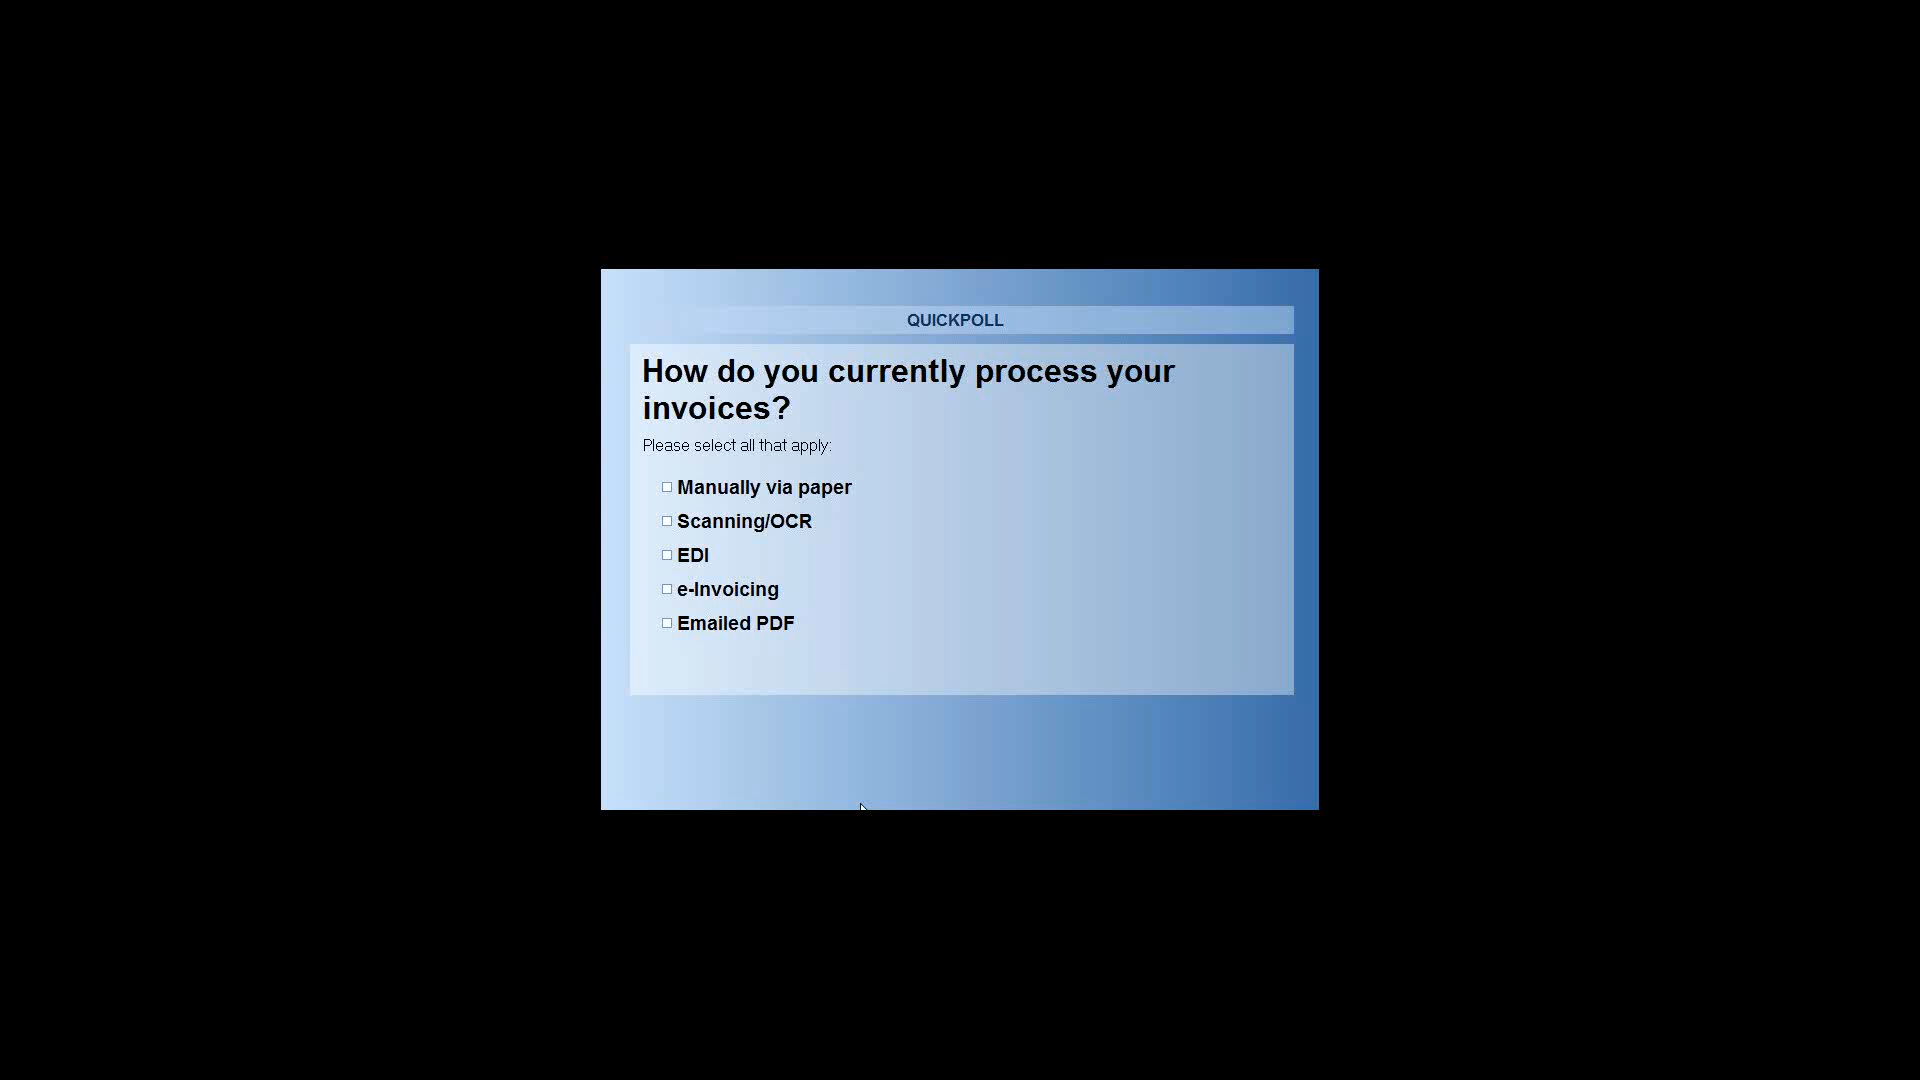 QUICKPOLL
How do you currently process your
invoices?
Please select all that apply:
Manually via paper
Scanning/OCR
EDI
e-Invoicing
Emailed PDF